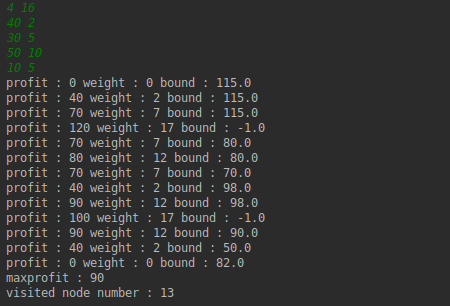 4 16
40 2
30 5
50 10
10 5
profit : 0 weight : 0 bound : 115.0
profit : 40 weight : 2 bound : 115.0
profit : 70 weight : 7 bound : 115.0
profit : 120 weight : 17 bound : -1.0
profit : 70 weight : 7 bound : 80.0
profit : 80 weight : 12 bound : 80.0
profit : 70 weight : 7 bound : 70.0
profit : 40 weight : 2 bound : 98.0
profit : 90 weight : 12 bound : 98.0
profit : 100 weight : 17 bound : -1.0
profit : 90 weight : 12 bound : 90.0
profit : 40 weight : 2 bound : 50.0
profit : 0 weight : 0 bound : 82.0
maxprofit : 90
visited node number : 13